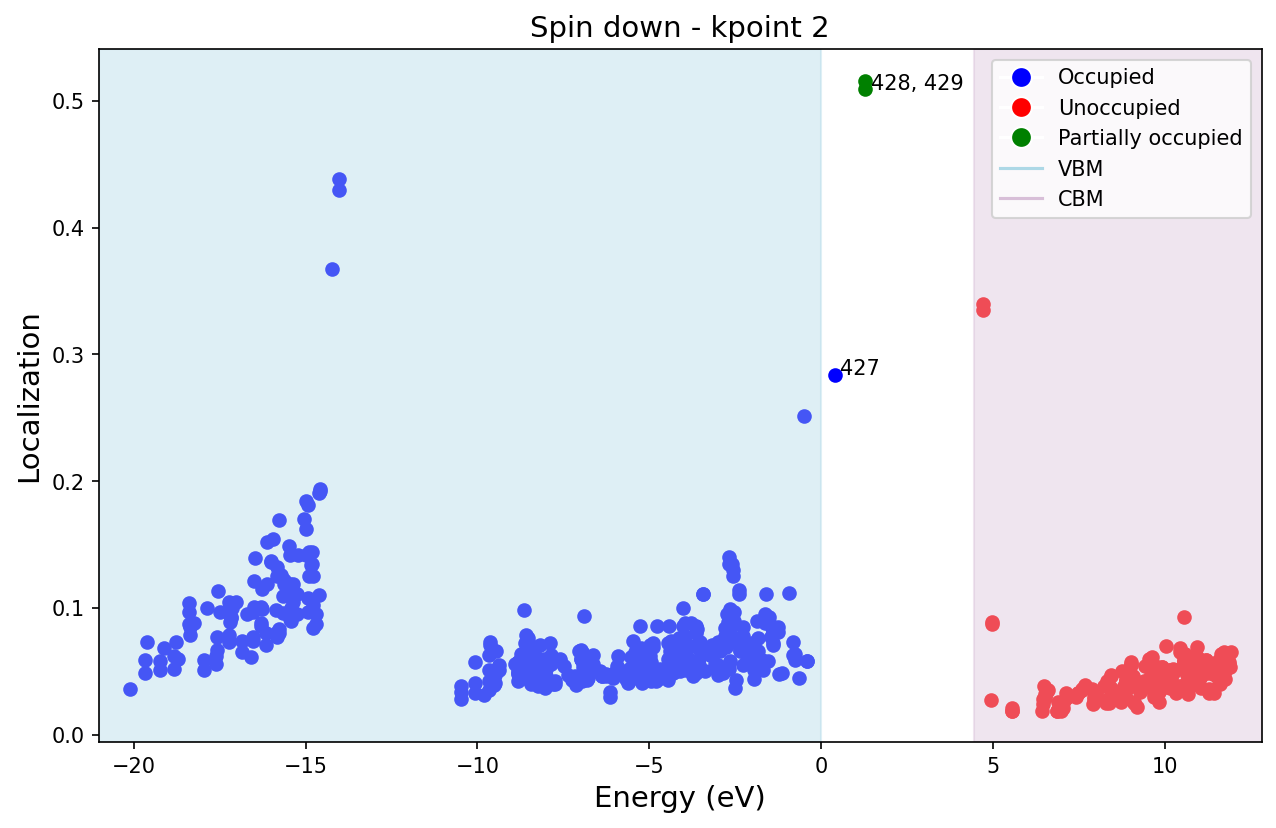 Spin down - kpoint 2
Localization
0.5
0.4
0.3
0.2
0.1
0.0
428, 429
427
Occupied
Unoccupied
Partially occupied
VBM
CBM
−20
−15
−10
−5
0
5
10
Energy (eV)